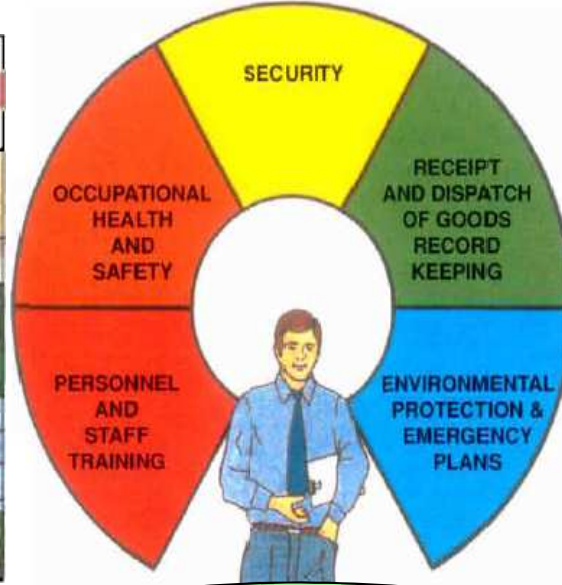 SECURITY
OCCUPATIONAL
HEALTH
AND
SAFETY
RECEIPT
AND DISPATCH
OF GOODS
RECORD
KEEPING
PERSONNEL
AND
STAFF
TRAINING
ENVIRONMENTAL
PROTECTION &
EMERGENCY
PLANS